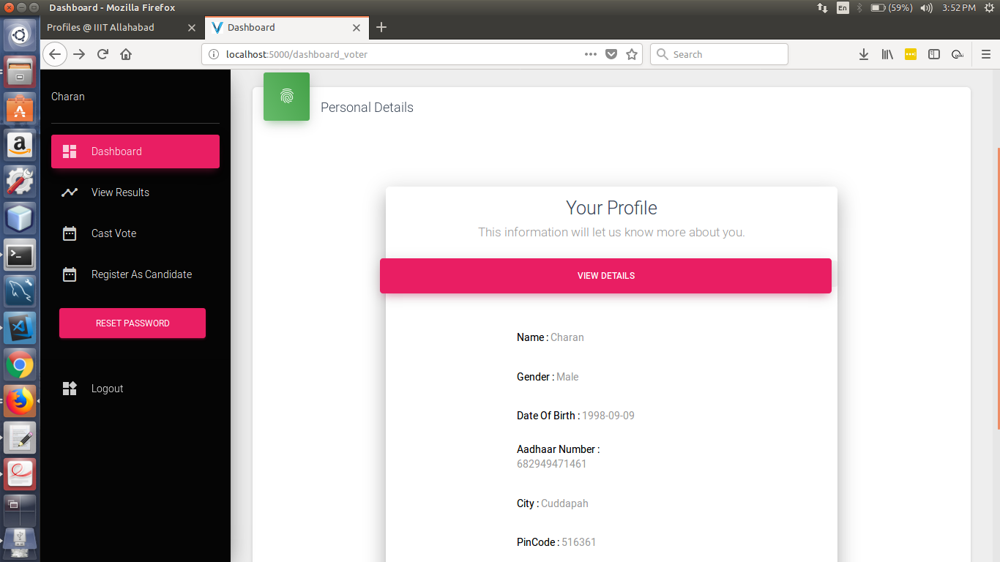 Dashboard - Mozilla Firefox
En
(59%)
3:52 PM
Profiles @ IIIT Allahabad
Dashboard
localhost:5000/dashboard_voter
Search
Charan
Dashboard
View Results
Cast Vote
Register As Candidate
RESET PASSWORD
Logout
Personal Details
Your Profile
This information will let us know more about you.
VIEW DETAILS
Name : Charan
Gender : Male
Date Of Birth : 1998-09-09
Aadhaar Number :
682949471461
City : Cuddapah
PinCode : 516361